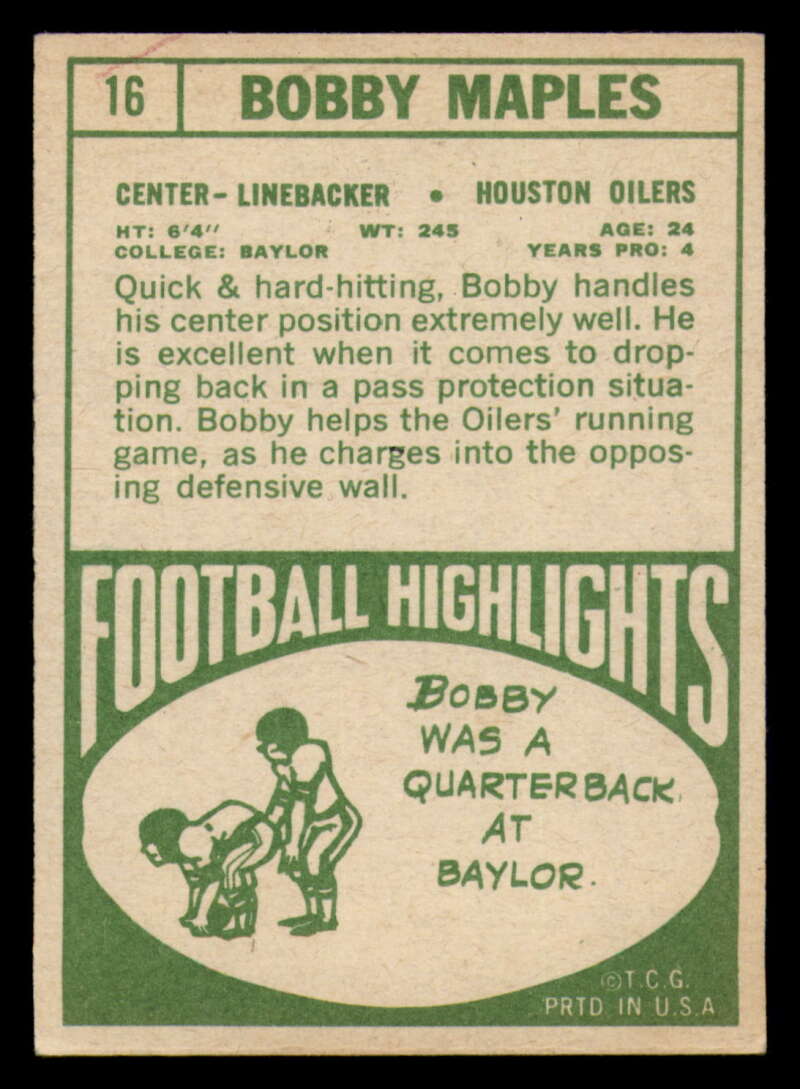 16 BOBBY MAPLES
CENTER-LINEBACKER • HOUSTON OILERS
HT: 6'4" WT: 245 AGE: 24
COLLEGE: BAYLOR YEARS PRO: 4
Quick & hard-hitting, Bobby handles
his center position extremely well. He
is excellent when it comes to drop-
ping back in a pass protection situa-
tion. Bobby helps the Oilers' running
game, as he charges into the oppos-
ing defensive wall.
FOOTBALL HIGHLIGHTS
BOBBY
WAS A
QUARTERBACK
AT
BAYLOR.
©T.C.G.
PRTD IN U.S.A